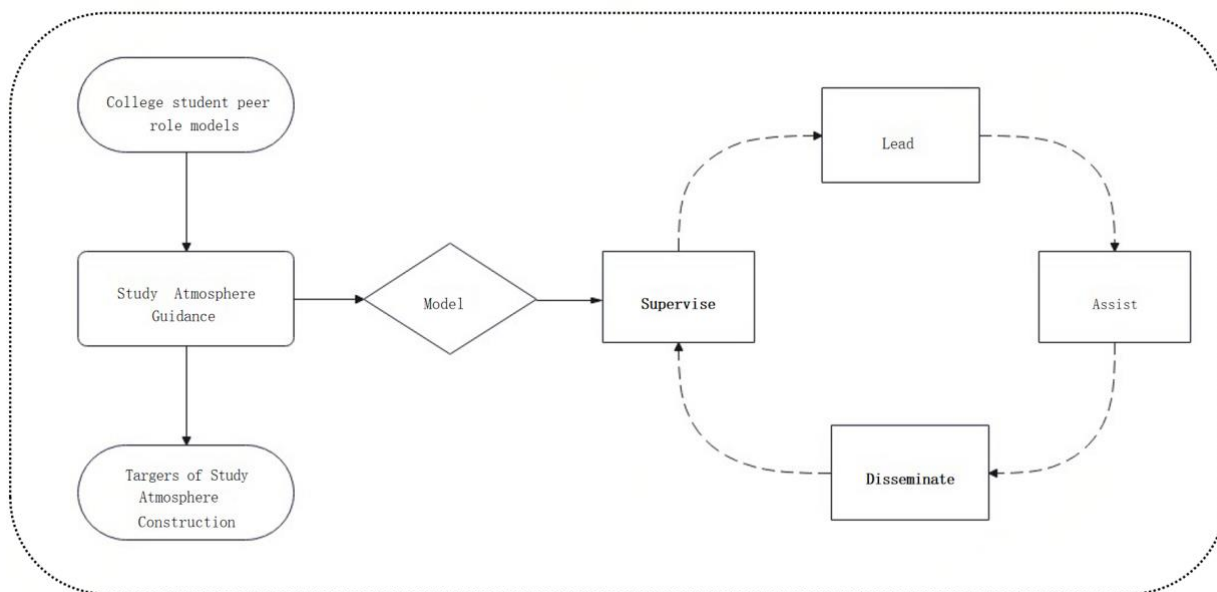 College student peer
role models
Study Atmosphere
Guidance
Targers of Study
Atmosphere
Construction
Model
Supervise
Lead
Assist
Disseminate